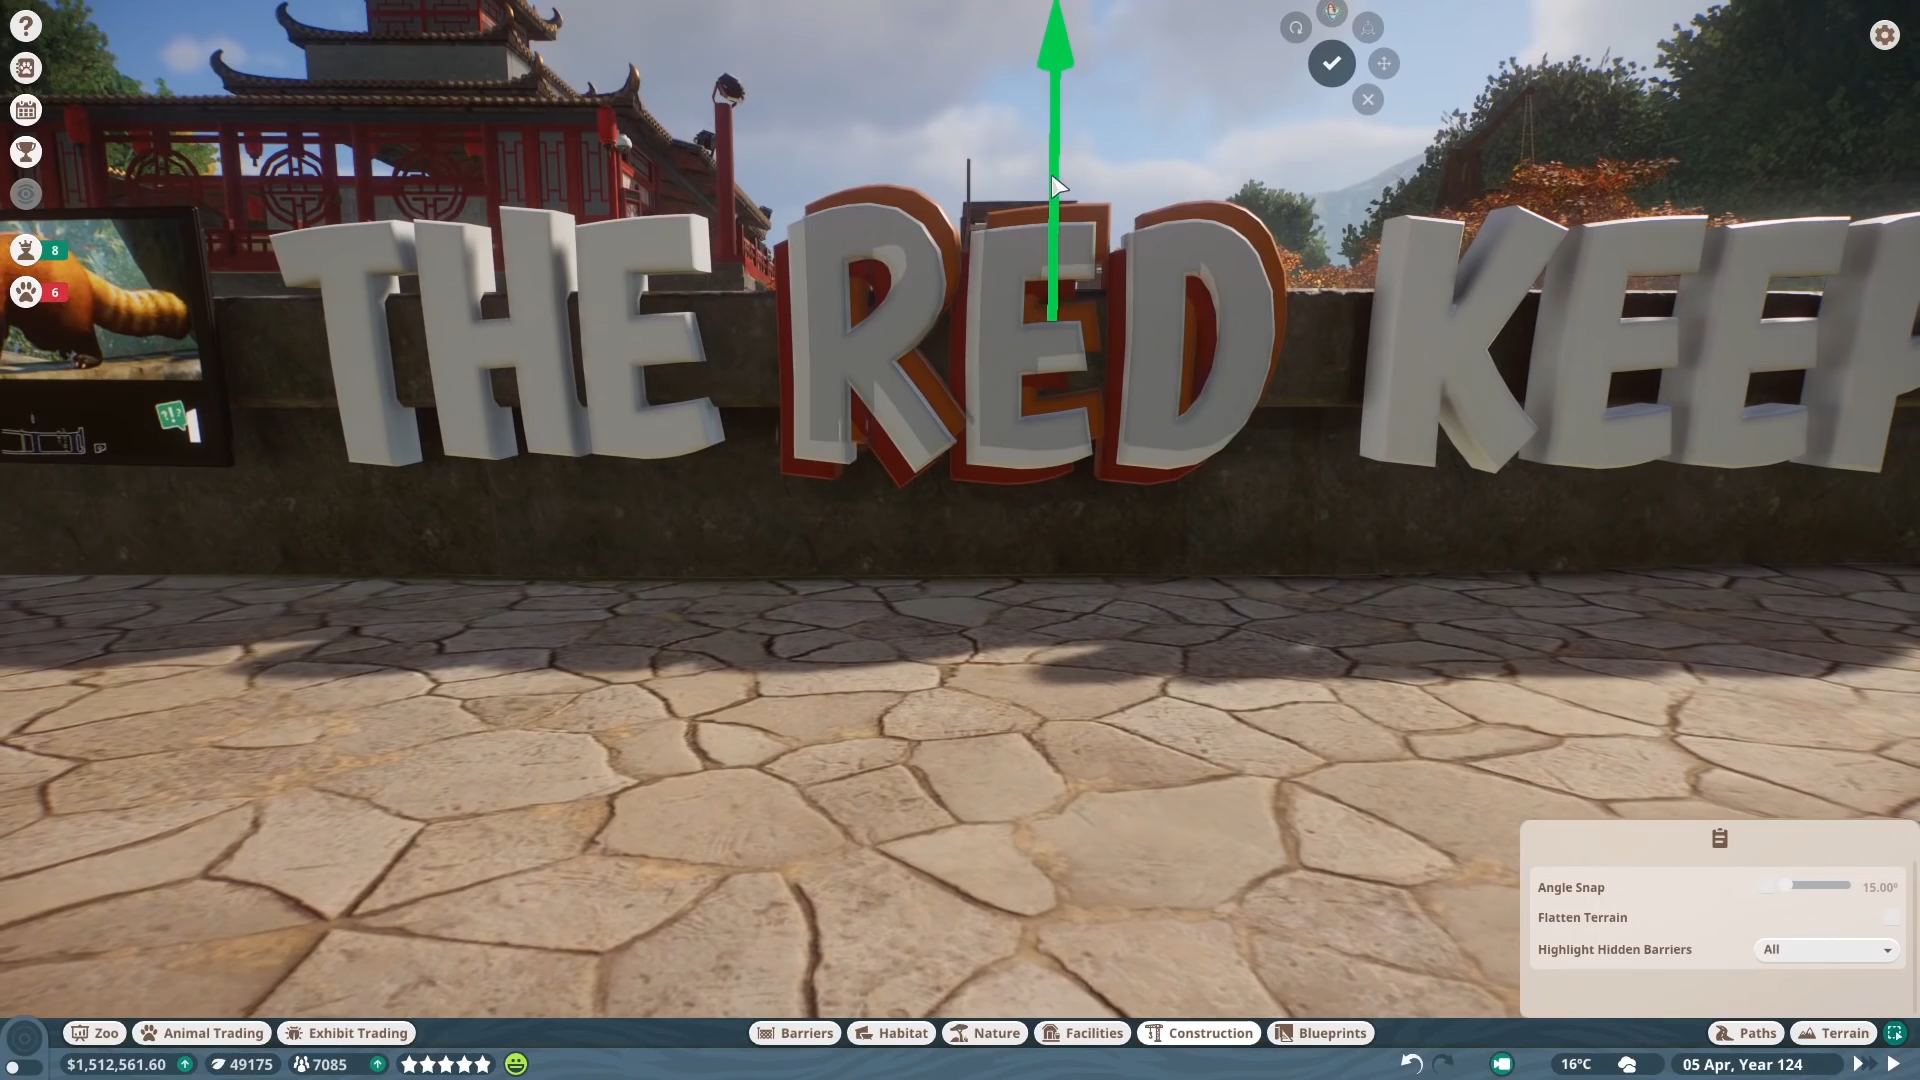 ?
8
6
THE RED KEEP
Angle Snap 15.00°
Flatten Terrain
Highlight Hidden Barriers All
Zoo Animal Trading Exhibit Trading Barriers Habitat Nature Facilities Construction Blueprints Paths Terrain
$1,512,561.60 49175 7085 16°C 05 Apr, Year 124